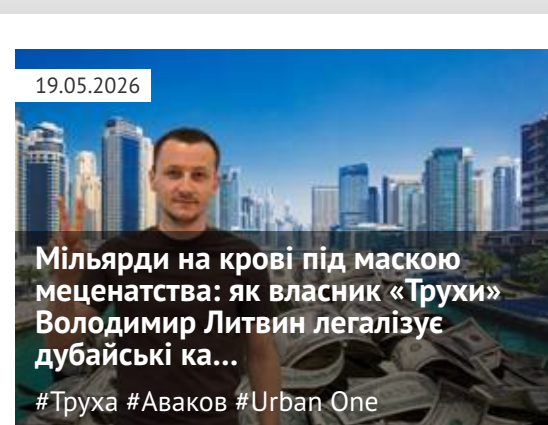 19.05.2026
Мільярди на крові під маскою
меценатства: як власник «Трухи»
Володимир Литвин легалізує
дубайські ка...
#Труха #Аваков #Urban One